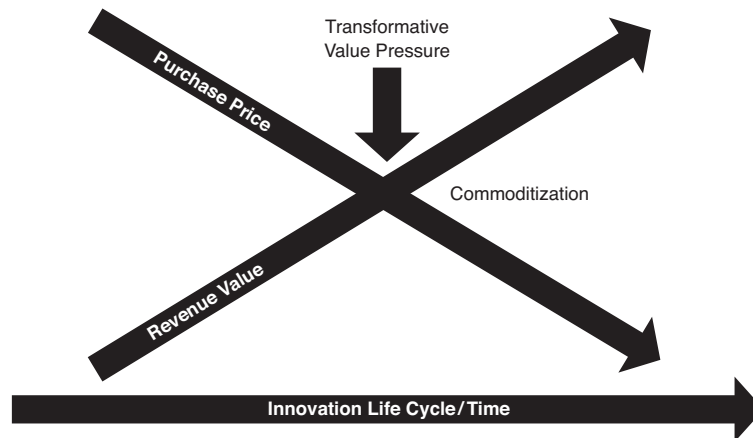 Transformative
Value Pressure
Purchase Price
Commoditization
Revenue Value
Innovation Life Cycle/Time